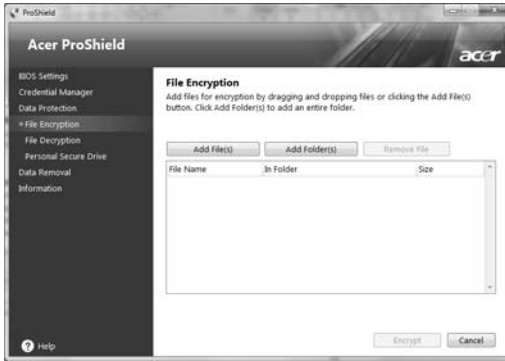 ProShield
Acer ProShield
acer
BIOS Settings
Credential Manager
Data Protection
File Encryption
File Decryption
Personal Secure Drive
Data Removal
Information
Help
File Encryption
Add files for encryption by dragging and dropping files or clicking the Add File(s)
button. Click Add Folder(s) to add an entire folder.
Add File(s) Add Folder(s) Remove File
File Name In Folder Size
Encrypt Cancel